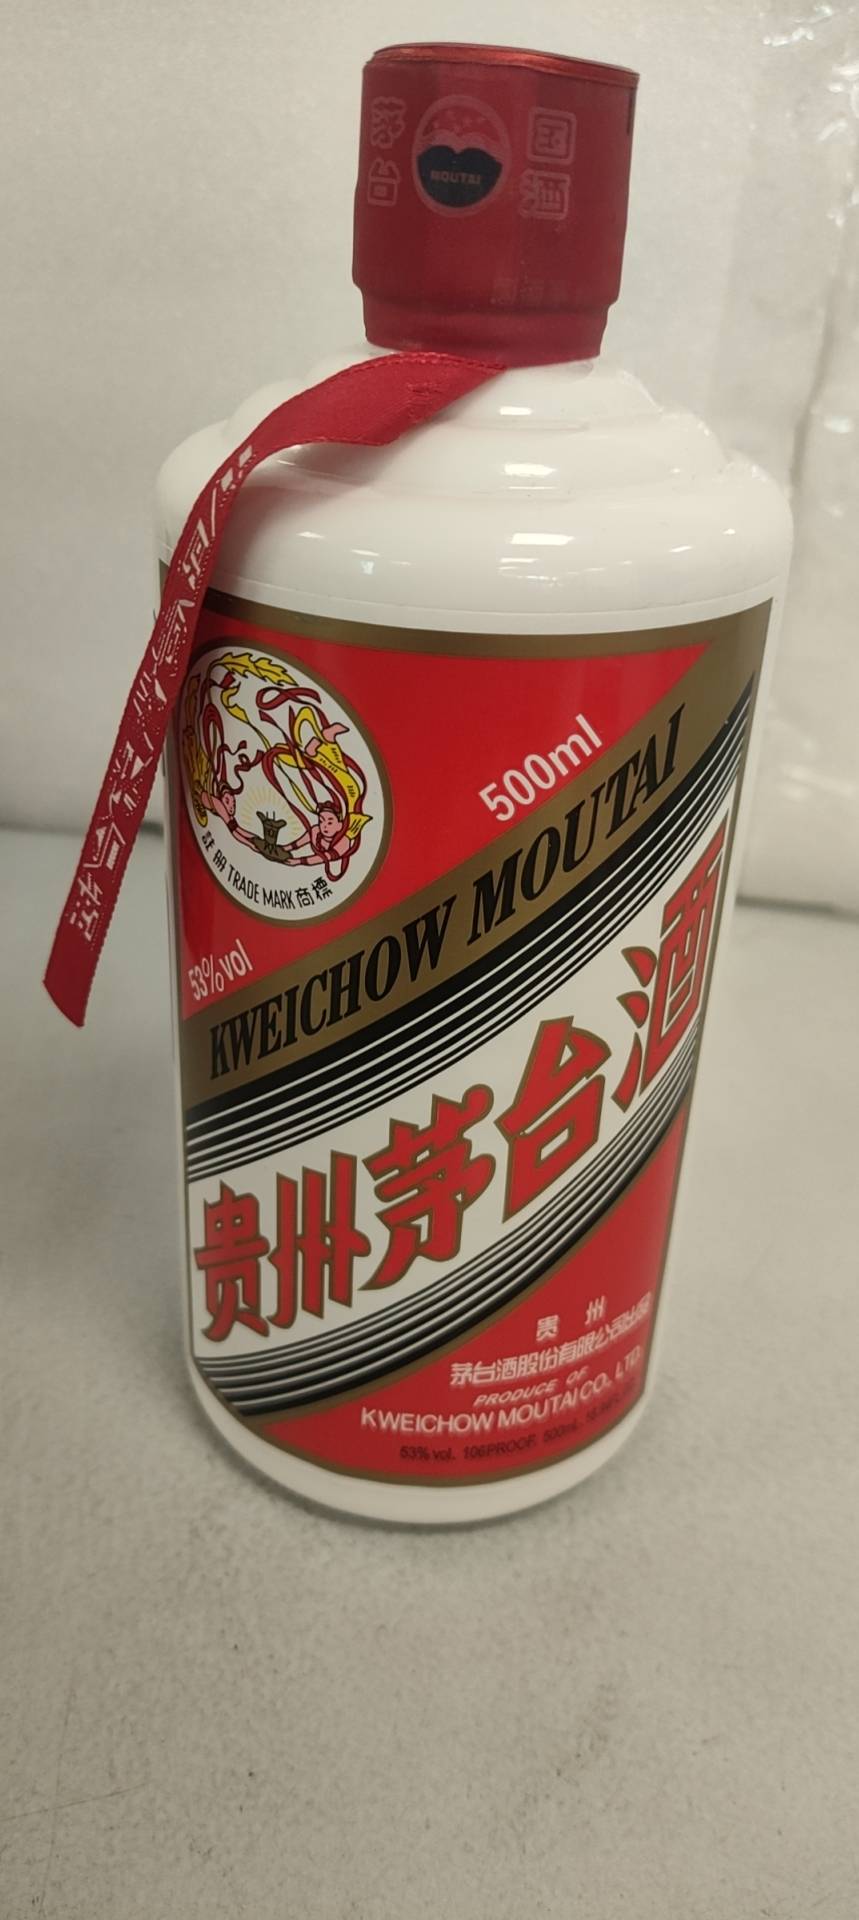 茅台
MOUTAI
国酒
500ml
註册 TRADE MARK 商標
53%vol
KWEICHOW MOUTAI
贵州茅台酒
贵州
茅台酒股份有限公司出品
PRODUCE OF
KWEICHOW MOUTAI CO., LTD.
53% vol. 106PROOF. 500mL